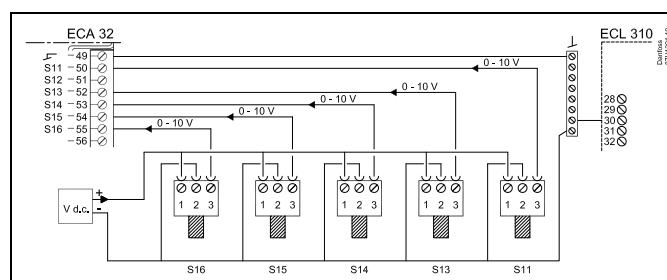 ECA 32
ECL 310
49
S11 50 0 - 10 V
S12 51
S13 52 0 - 10 V
S14 53 0 - 10 V
S15 54 0 - 10 V
S16 55 0 - 10 V
56
28
29
30
31
32
+
V d.c.
-
1 2 3
1 2 3
1 2 3
1 2 3
1 2 3
S16 S15 S14 S13 S11
Danfoss